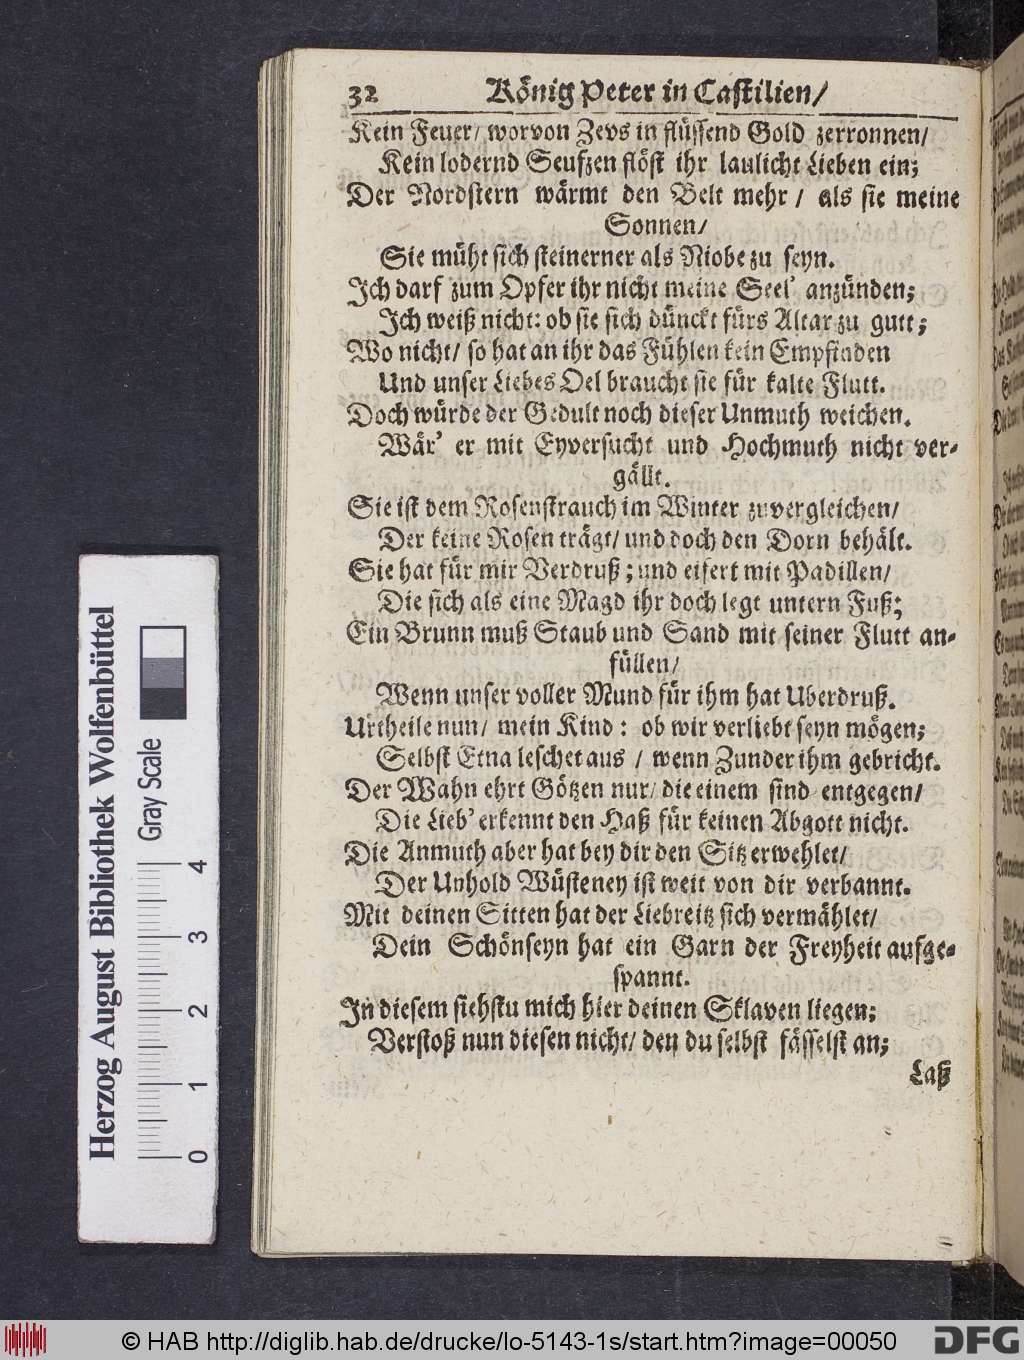 32 König Peter in Castilien/
Kein Feuer/ worvon Zevs in flüssend Gold zerronnen/
Kein lodernd Seufzen flöst ihr laulicht Lieben ein;
Der Nordstern wärmt den Belt mehr/ als sie meine
Sonnen/
Sie müht sich steinerner als Niobe zu seyn.
Ich darf zum Opfer ihr nicht meine Seel' anzünden;
Ich weiß nicht: ob sie sich dünckt fürs Altar zu gutt;
Wo nicht/ so hat an ihr das Fühlen kein Empfinden
Und unser Liebes Oel braucht sie für kalte Flutt.
Doch würde der Gedult noch dieser Unmuth weichen.
Wär' er mit Eyversucht und Hochmuth nicht ver-
gällt.
Sie ist dem Rosenstrauch im Winter zuvergleichen/
Der keine Rosen trägt/ und doch den Dorn behält.
Sie hat für mir Verdruß; und eifert mit Padillen/
Die sich als eine Magd ihr doch legt untern Fuß;
Ein Brunn muß Staub und Sand mit seiner Flutt an-
füllen/
Wenn unser voller Mund für ihm hat Uberdruß.
Urtheile nun/ mein Kind: ob wir verliebt seyn mögen;
Selbst Etna leschet aus/ wenn Zunder ihm gebricht.
Der Wahn ehrt Götzen nur/ die einem sind entgegen/
Die Lieb' erkennt den Haß für keinen Abgott nicht.
Die Anmuth aber hat bey dir den Sitz erwehlet/
Der Unhold Wüsteney ist weit von dir verbannt.
Mit deinen Sitten hat der Liebreitz sich vermählet/
Dein Schönseyn hat ein Garn der Freyheit aufge-
spannt.
In diesem siehstu mich hier deinen Sklaven liegen;
Verstoß nun diesen nicht/ den du selbst fässelst an;
Laß
Herzog August Bibliothek Wolfenbüttel
Gray Scale
0 1 2 3 4
© HAB http://diglib.hab.de/drucke/lo-5143-1s/start.htm?image=00050
DFG